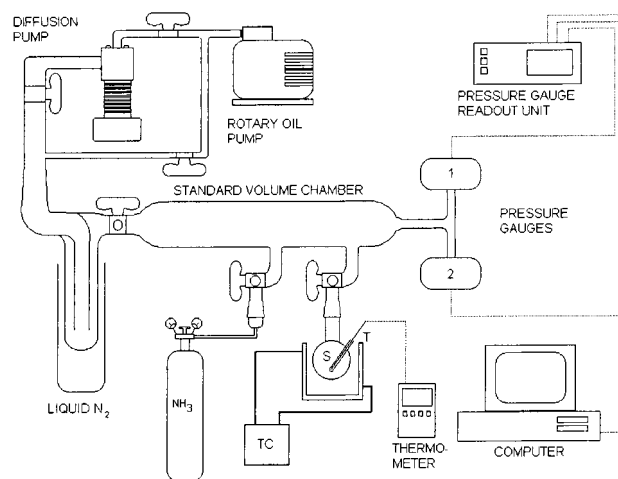 DIFFUSION
PUMP
ROTARY OIL
PUMP
PRESSURE GAUGE
READOUT UNIT
STANDARD VOLUME CHAMBER
1
PRESSURE
GAUGES
2
S
T
LIQUID N₂
NH₃
TC
THERMO-
METER
COMPUTER